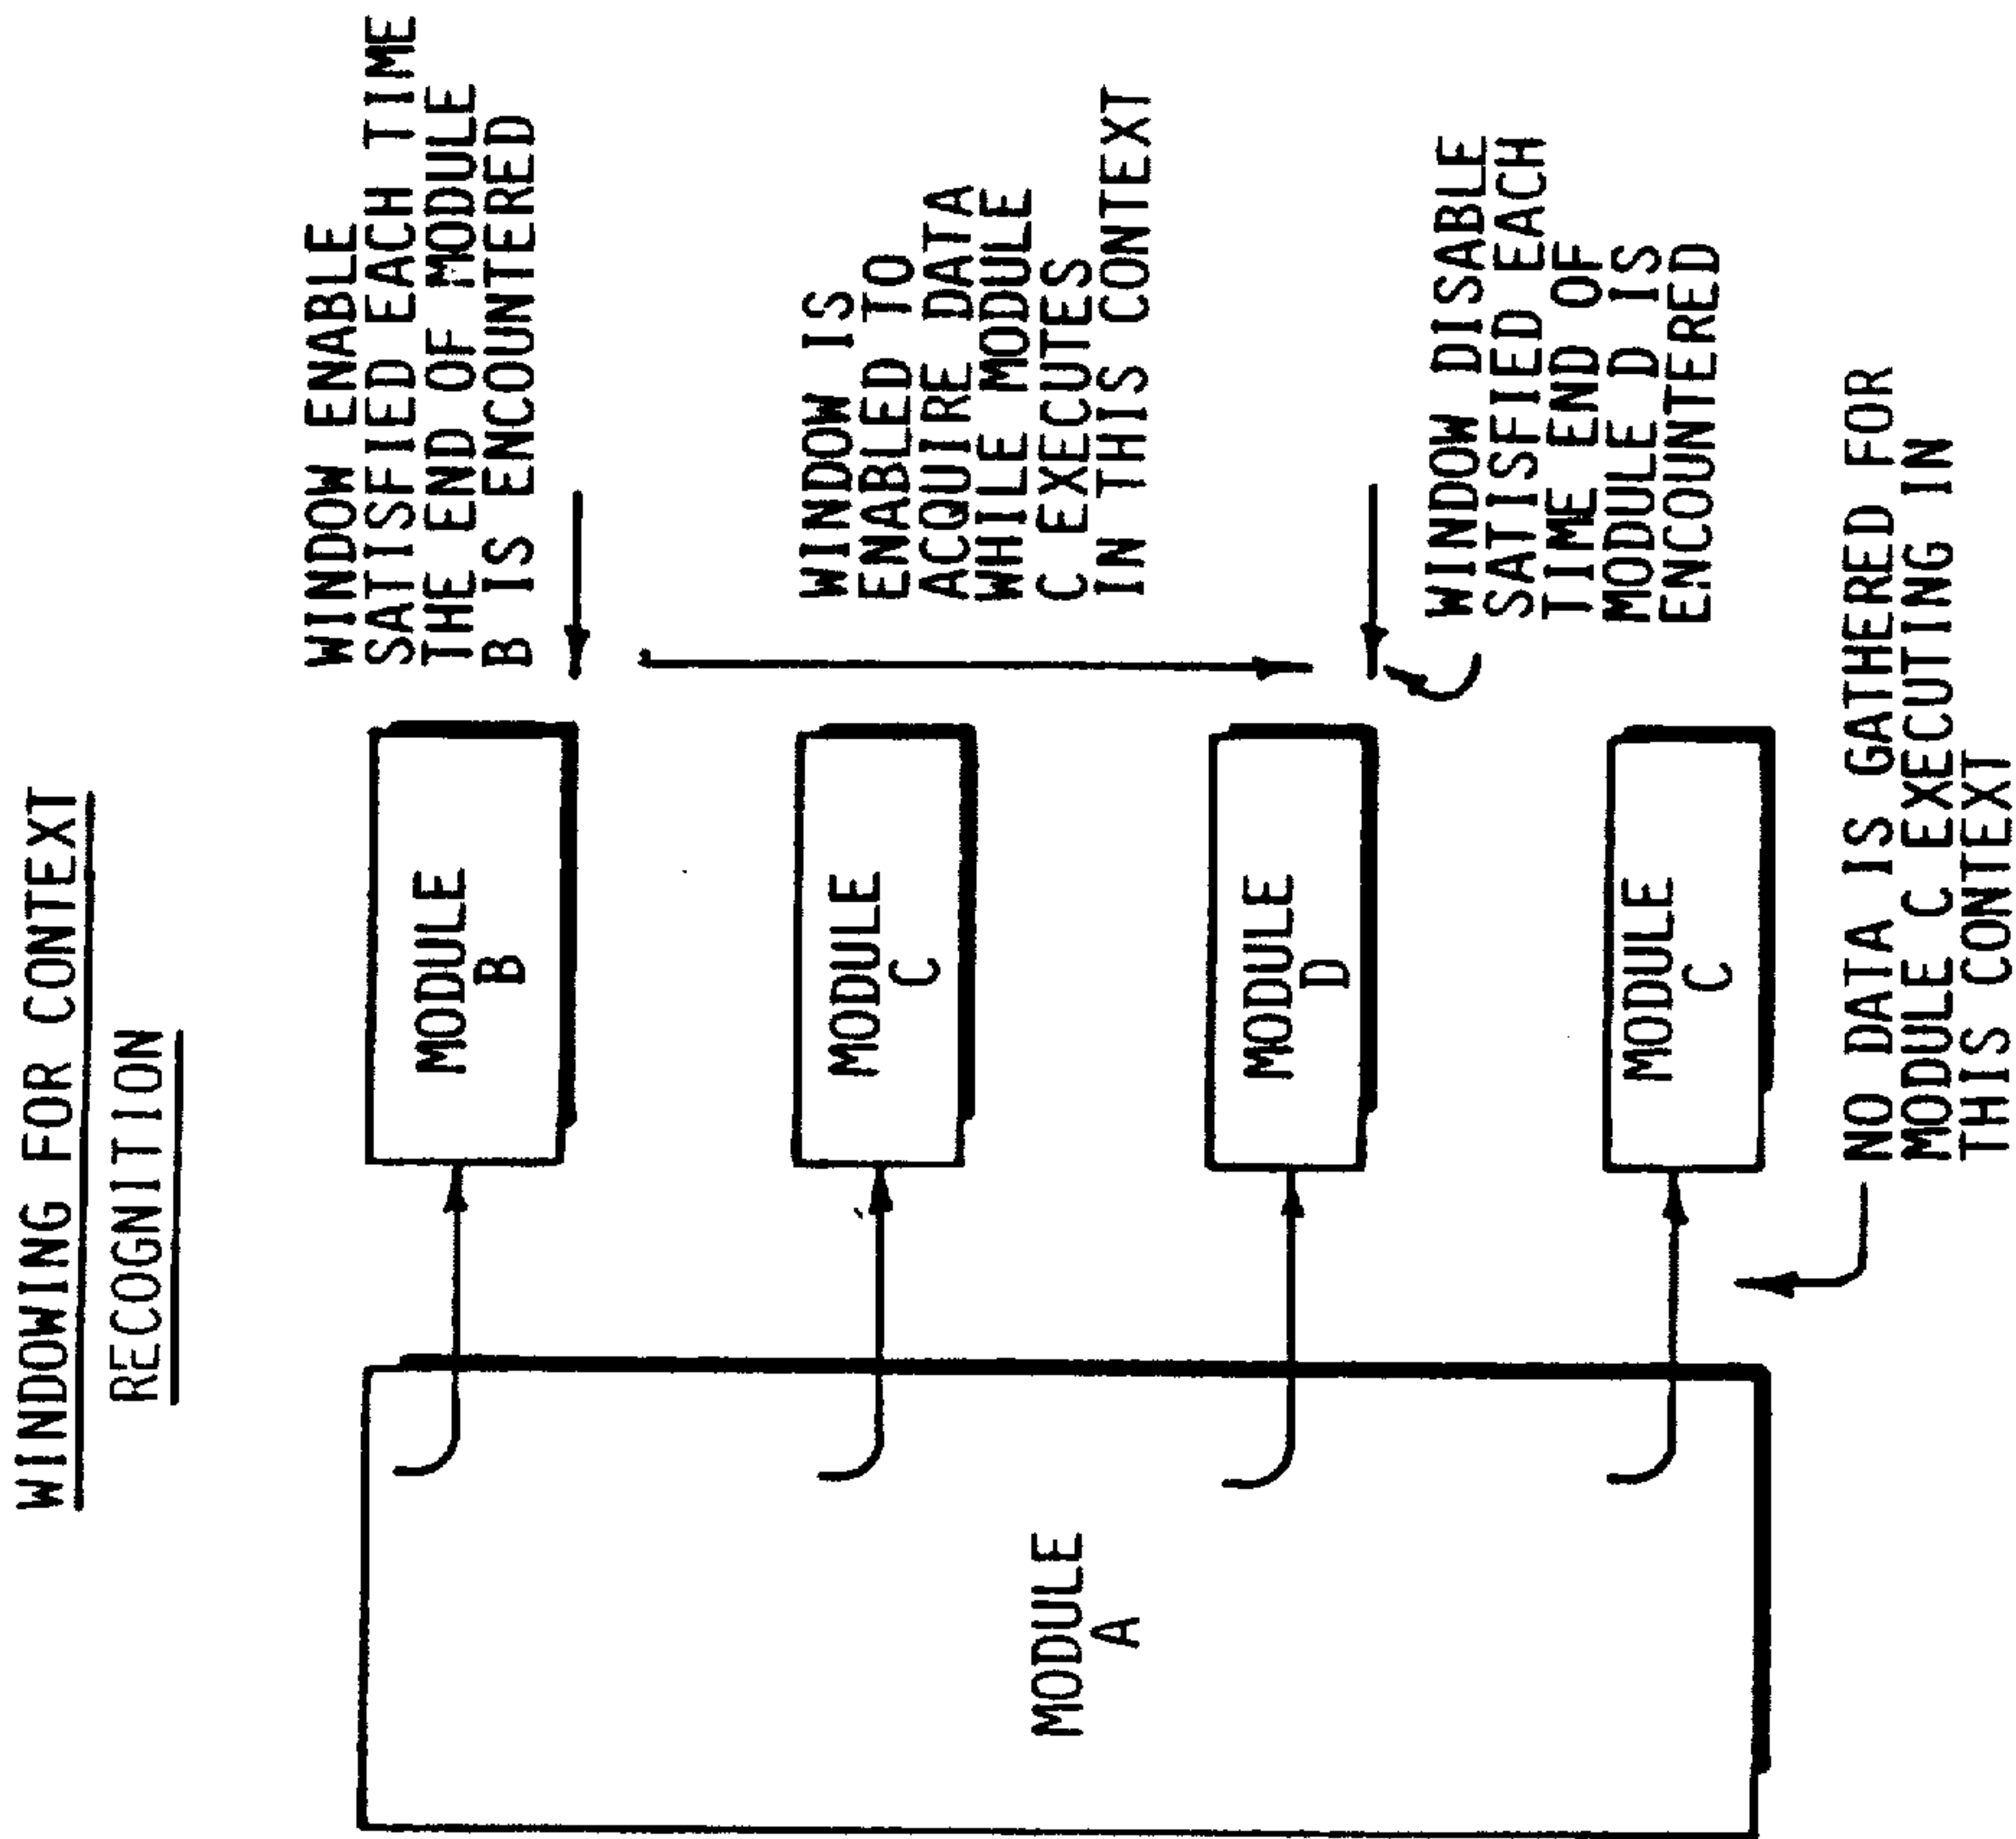 WINDOWING FOR CONTEXT
RECOGNITION
MODULE
A
MODULE
B
MODULE
C
MODULE
D
MODULE
C
WINDOW ENABLE
SATISFIED EACH TIME
THE END OF MODULE
B IS ENCOUNTERED
WINDOW IS
ENABLED TO
ACQUIRE DATA
WHILE MODULE
C EXECUTES
IN THIS CONTEXT
WINDOW DISABLE
SATISFIED EACH
TIME END OF
MODULE D IS
ENCOUNTERED
NO DATA IS GATHERED FOR
MODULE C EXECUTING IN
THIS CONTEXT